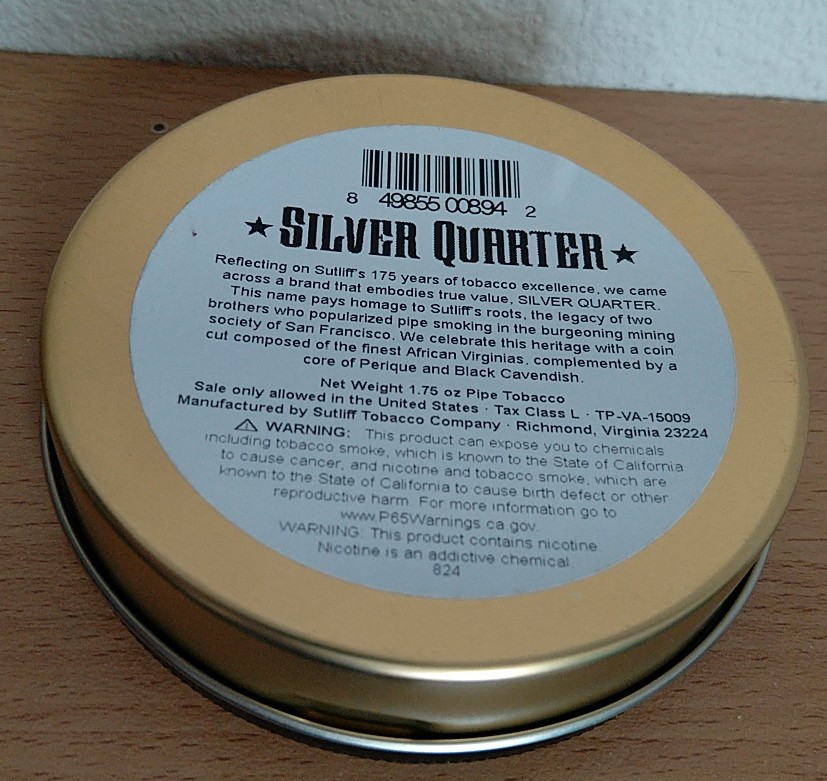 8 49855 00894 2
★SILVER QUARTER★
Reflecting on Sutliff's 175 years of tobacco excellence, we came
across a brand that embodies true value, SILVER QUARTER.
This name pays homage to Sutliff's roots, the legacy of two
brothers who popularized pipe smoking in the burgeoning mining
society of San Francisco. We celebrate this heritage with a coin
cut composed of the finest African Virginias, complemented by a
core of Perique and Black Cavendish.
Net Weight 1.75 oz Pipe Tobacco
Sale only allowed in the United States · Tax Class L · TP-VA-15009
Manufactured by Sutliff Tobacco Company · Richmond, Virginia 23224
⚠ WARNING: This product can expose you to chemicals
including tobacco smoke, which is known to the State of California
to cause cancer, and nicotine and tobacco smoke, which are
known to the State of California to cause birth defect or other
reproductive harm. For more information go to
www.P65Warnings.ca.gov.
WARNING: This product contains nicotine.
Nicotine is an addictive chemical
824